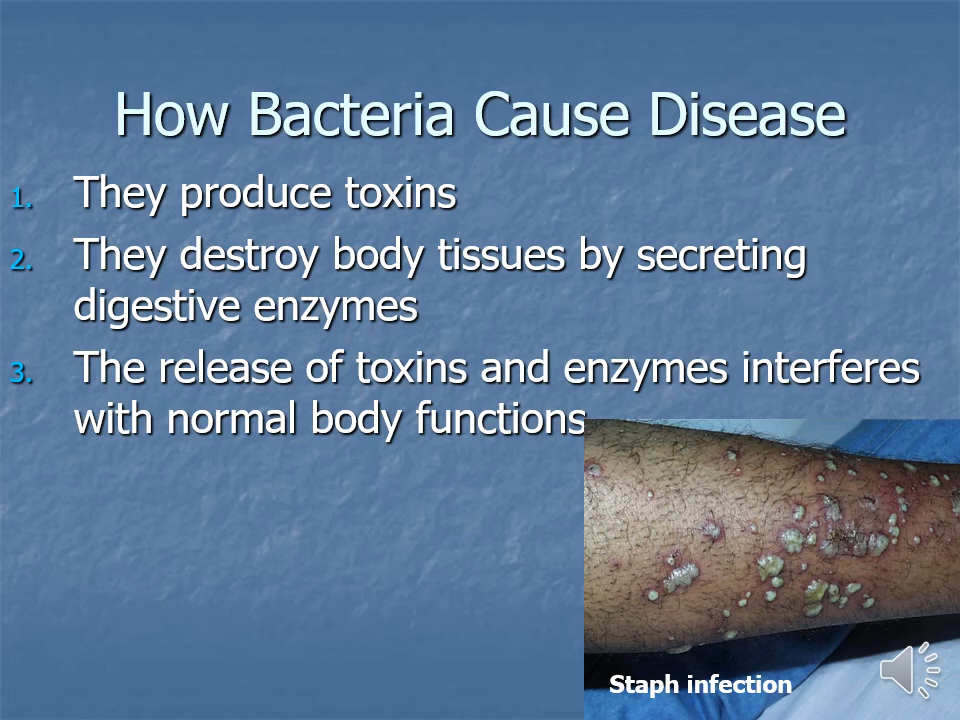 How Bacteria Cause Disease
1. They produce toxins
2. They destroy body tissues by secreting
digestive enzymes
3. The release of toxins and enzymes interferes
with normal body functions
Staph infection